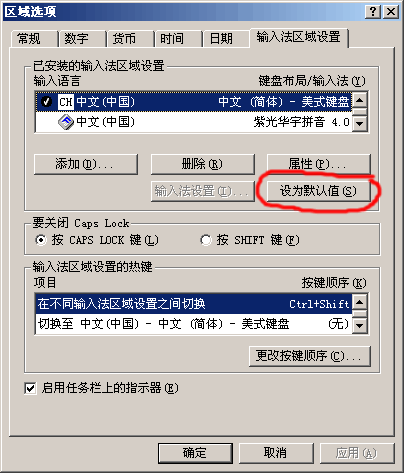 区域选项
常规 数字 货币 时间 日期 输入法区域设置
已安装的输入法区域设置
输入语言 键盘布局/输入法(Y)
CH 中文(中国) 中文 (简体) - 美式键盘
中文(中国) 紫光华宇拼音 4.0
添加(D)... 删除(R) 属性(P)...
输入法设置(I)... 设为默认值(S)
要关闭 Caps Lock
按 CAPS LOCK 键(L) 按 SHIFT 键(F)
输入法区域设置的热键
项目 按键顺序(K)
在不同输入法区域设置之间切换 Ctrl+Shift
切换至 中文(中国) - 中文 (简体) - 美式键盘 (无)
更改按键顺序(C)...
启用任务栏上的指示器(E)
确定 取消 应用(A)